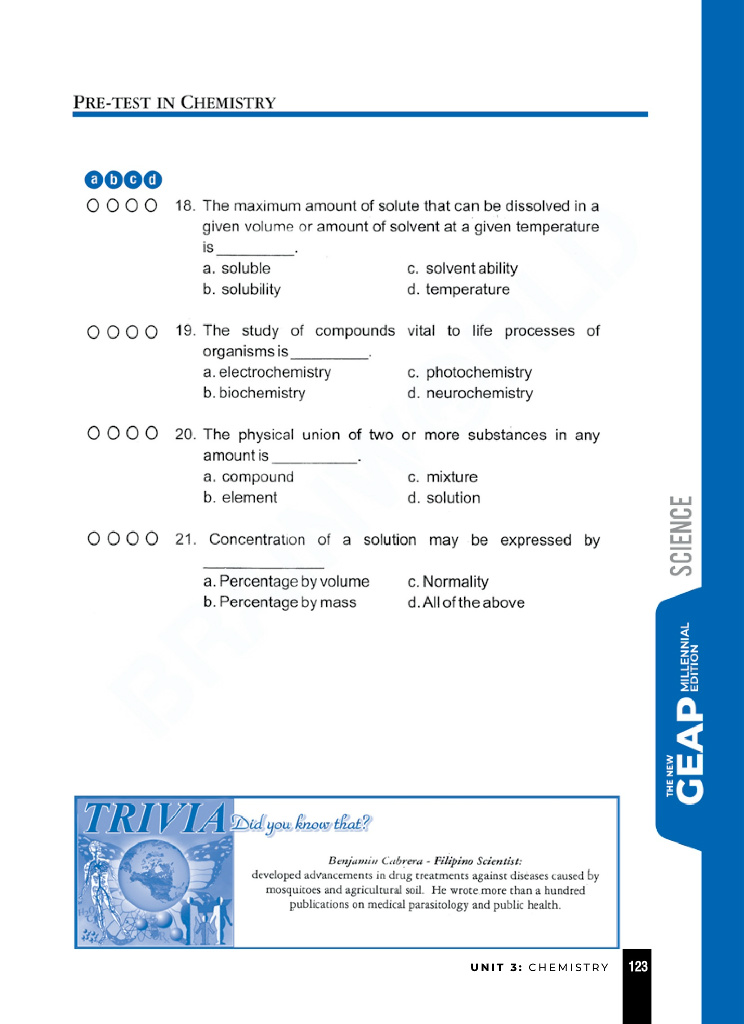 PRE-TEST IN CHEMISTRY
a b c d
18. The maximum amount of solute that can be dissolved in a
given volume or amount of solvent at a given temperature
is __________.
a. soluble
c. solvent ability
b. solubility
d. temperature
19. The study of compounds vital to life processes of
organisms is __________.
a. electrochemistry
c. photochemistry
b. biochemistry
d. neurochemistry
20. The physical union of two or more substances in any
amount is ___________.
a. compound
c. mixture
b. element
d. solution
21. Concentration of a solution may be expressed by
_______________
a. Percentage by volume
c. Normality
b. Percentage by mass
d. All of the above
SCIENCE
THE NEW
GEAP MILLENNIAL
EDITION
TRIVIA Did you know that?
Benjamin Cabrera - Filipino Scientist:
developed advancements in drug treatments against diseases caused by
mosquitoes and agricultural soil. He wrote more than a hundred
publications on medical parasitology and public health.
UNIT 3: CHEMISTRY 123